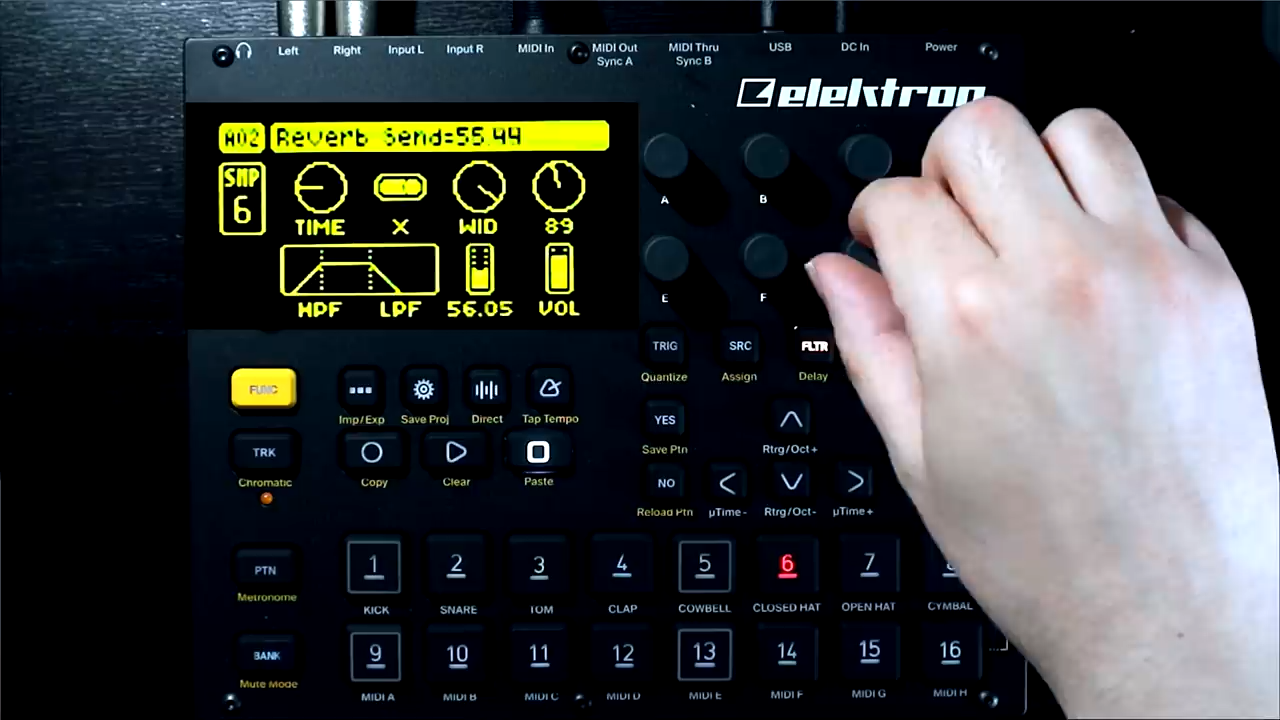 Left Right Input L Input R MIDI In MIDI Out MIDI Thru USB DC In Power
Sync A Sync B
elektron
A02 Reverb Send=55.44
SMP
6
TIME X WID 89
HPF LPF 56.05 VOL
A B
E F
TRIG SRC FLTR
Quantize Assign Delay
FUNC
Imp/Exp Save Proj Direct Tap Tempo
YES
Save Ptn Rtrg/Oct+
TRK
Chromatic Copy Clear Paste
NO
Reload Ptn µTime- Rtrg/Oct- µTime+
PTN 1 2 3 4 5 6 7
Metronome KICK SNARE TOM CLAP COWBELL CLOSED HAT OPEN HAT CYMBAL
BANK 9 10 11 12 13 14 15 16
Mute Mode MIDI A MIDI B MIDI C MIDI D MIDI E MIDI F MIDI G MIDI H